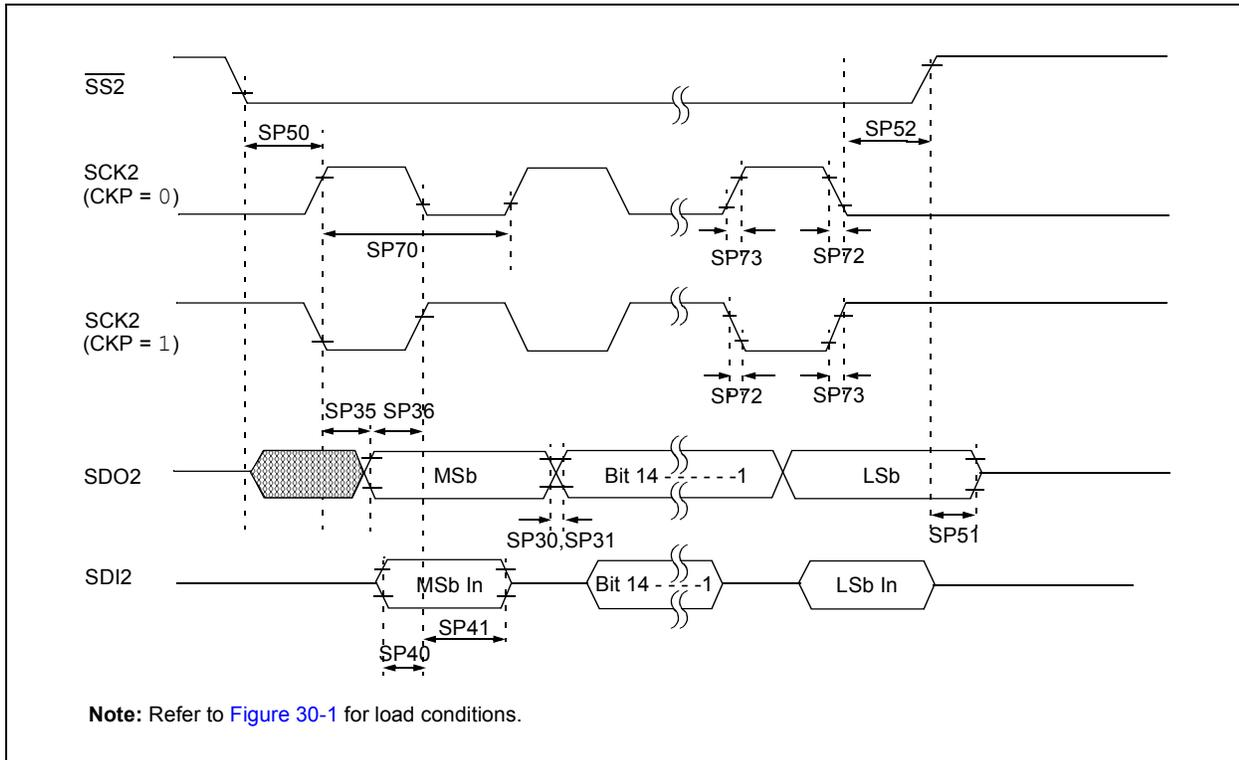 SS2
SP50
SP52
SCK2
(CKP = 0)
SP70
SP73
SP72
SCK2
(CKP = 1)
SP72
SP73
SP35
SP36
SDO2
MSb
Bit 14 - - - - - -1
LSb
SP30,SP31
SP51
SDI2
MSb In
Bit 14 - - - -1
LSb In
SP41
SP40
Note: Refer to Figure 30-1 for load conditions.